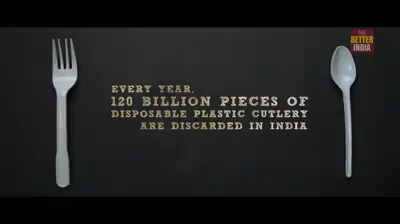 THE
BETTER
INDIA
EVERY YEAR,
120 BILLION PIECES OF
DISPOSABLE PLASTIC CUTLERY
ARE DISCARDED IN INDIA